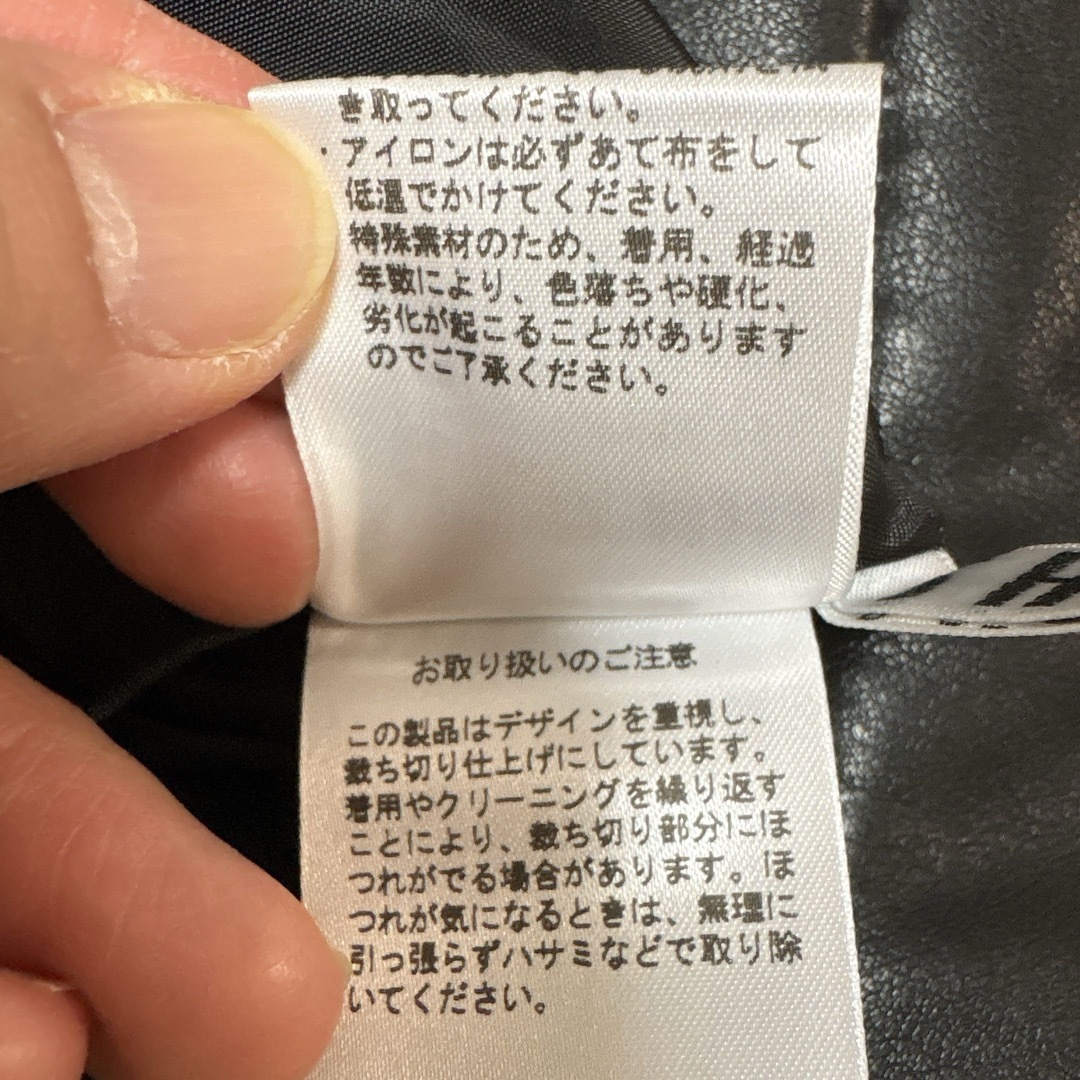 き取ってください。
・アイロンは必ずあて布をして
低温でかけてください。
特殊素材のため、着用、経過
年数により、色落ちや硬化、
劣化が起こることがあります
のでご了承ください。
お取り扱いのご注意
この製品はデザインを重視し、
裁ち切り仕上げにしています。
着用やクリーニングを繰り返す
ことにより、裁ち切り部分にほ
つれがでる場合があります。ほ
つれが気になるときは、無理に
引っ張らずハサミなどで取り除
いてください。
H